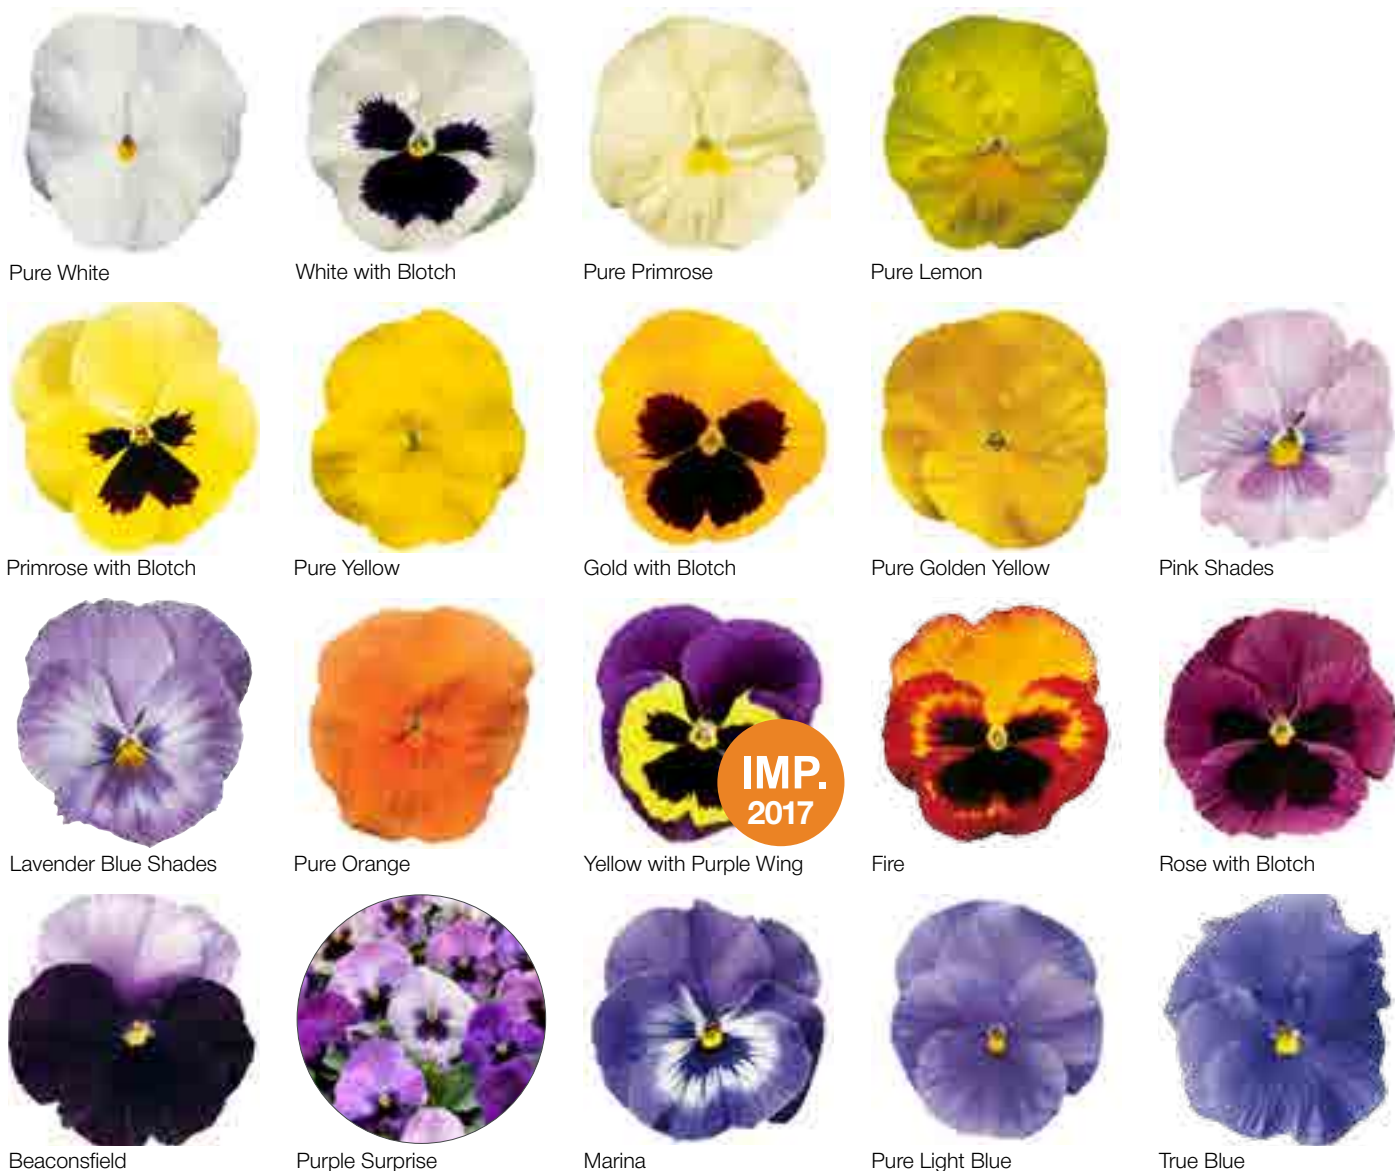 Pure White
White with Blotch
Pure Primrose
Pure Lemon
Primrose with Blotch
Pure Yellow
Gold with Blotch
Pure Golden Yellow
Pink Shades
IMP.
2017
Lavender Blue Shades
Pure Orange
Yellow with Purple Wing
Fire
Rose with Blotch
Beaconsfield
Purple Surprise
Marina
Pure Light Blue
True Blue